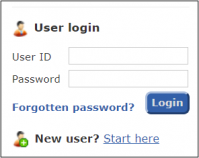 User login
User ID
Password
Forgotten password? Login
New user? Start here